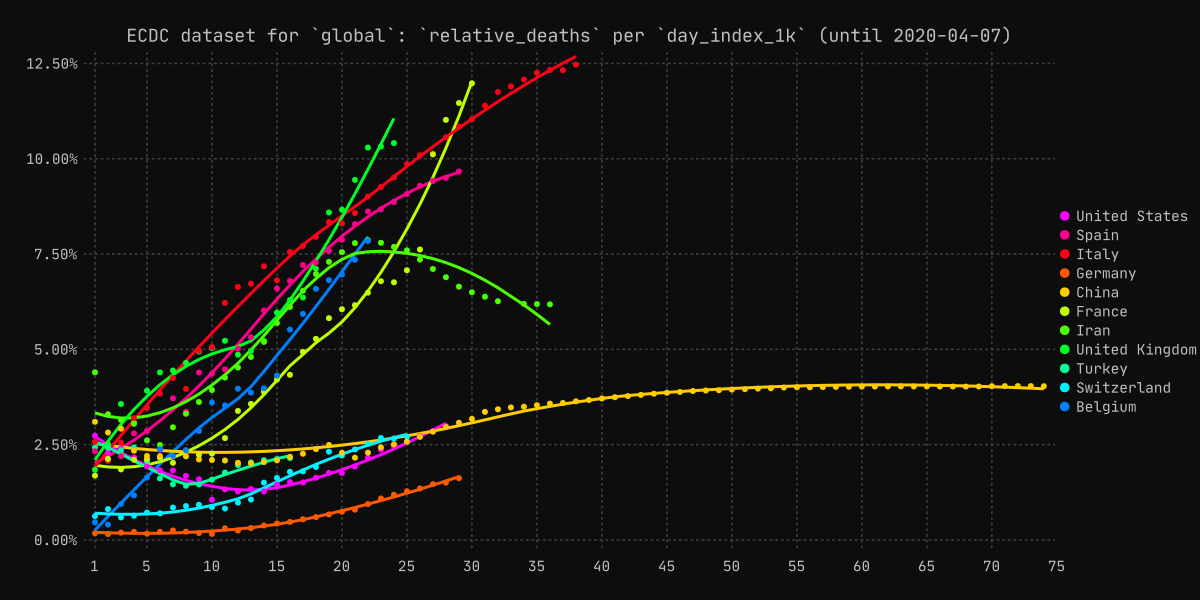 ECDC dataset for `global`: `relative_deaths` per `day_index_1k` (until 2020-04-07)
12.50%
10.00%
7.50%
5.00%
2.50%
0.00%
1 5 10 15 20 25 30 35 40 45 50 55 60 65 70 75
United States
Spain
Italy
Germany
China
France
Iran
United Kingdom
Turkey
Switzerland
Belgium